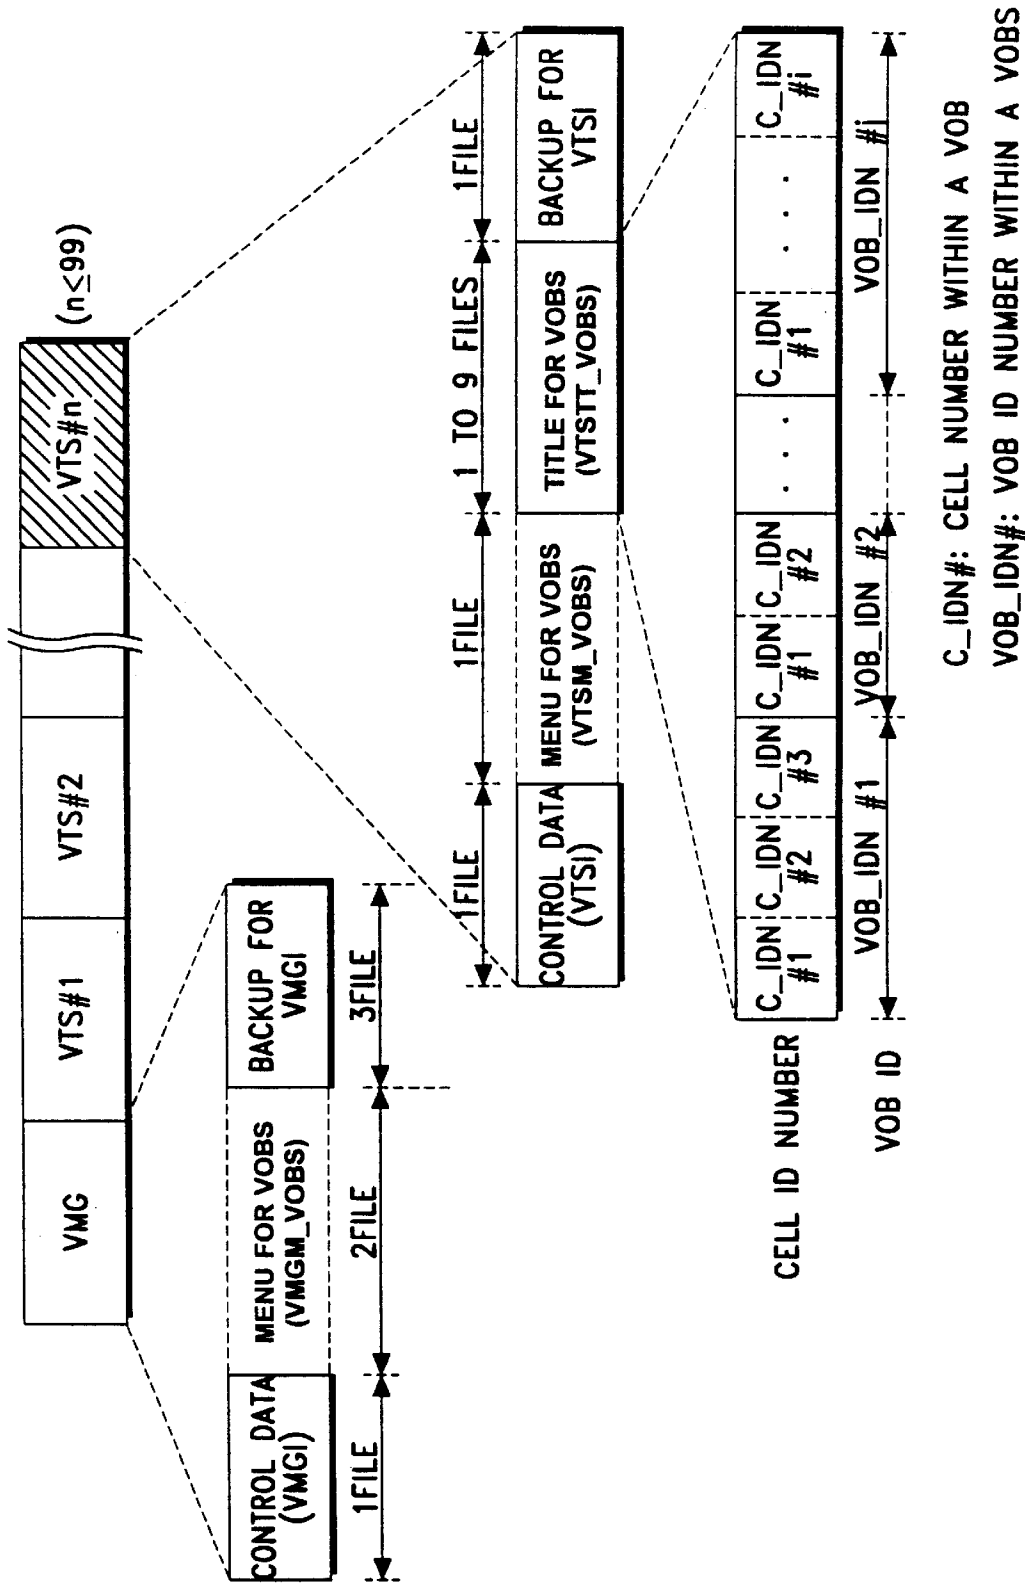 VMG
VTS#1
VTS#2
VTS#n
(n≤99)
CONTROL DATA
(VMGI)
MENU FOR VOBS
(VMGM_VOBS)
BACKUP FOR
VMGI
1FILE
2FILE
3FILE
1FILE
1FILE
1 TO 9 FILES
1FILE
CONTROL DATA
(VTSI)
MENU FOR VOBS
(VTSM_VOBS)
TITLE FOR VOBS
(VTSTT_VOBS)
BACKUP FOR
VTSI
CELL ID NUMBER
C_IDN
#1
C_IDN
#2
C_IDN
#3
C_IDN
#1
C_IDN
#2
. . .
C_IDN
#1
. . .
C_IDN
#i
VOB ID
VOB_IDN #1
VOB_IDN #2
VOB_IDN #j
C_IDN#: CELL NUMBER WITHIN A VOB
VOB_IDN#: VOB ID NUMBER WITHIN A VOBS